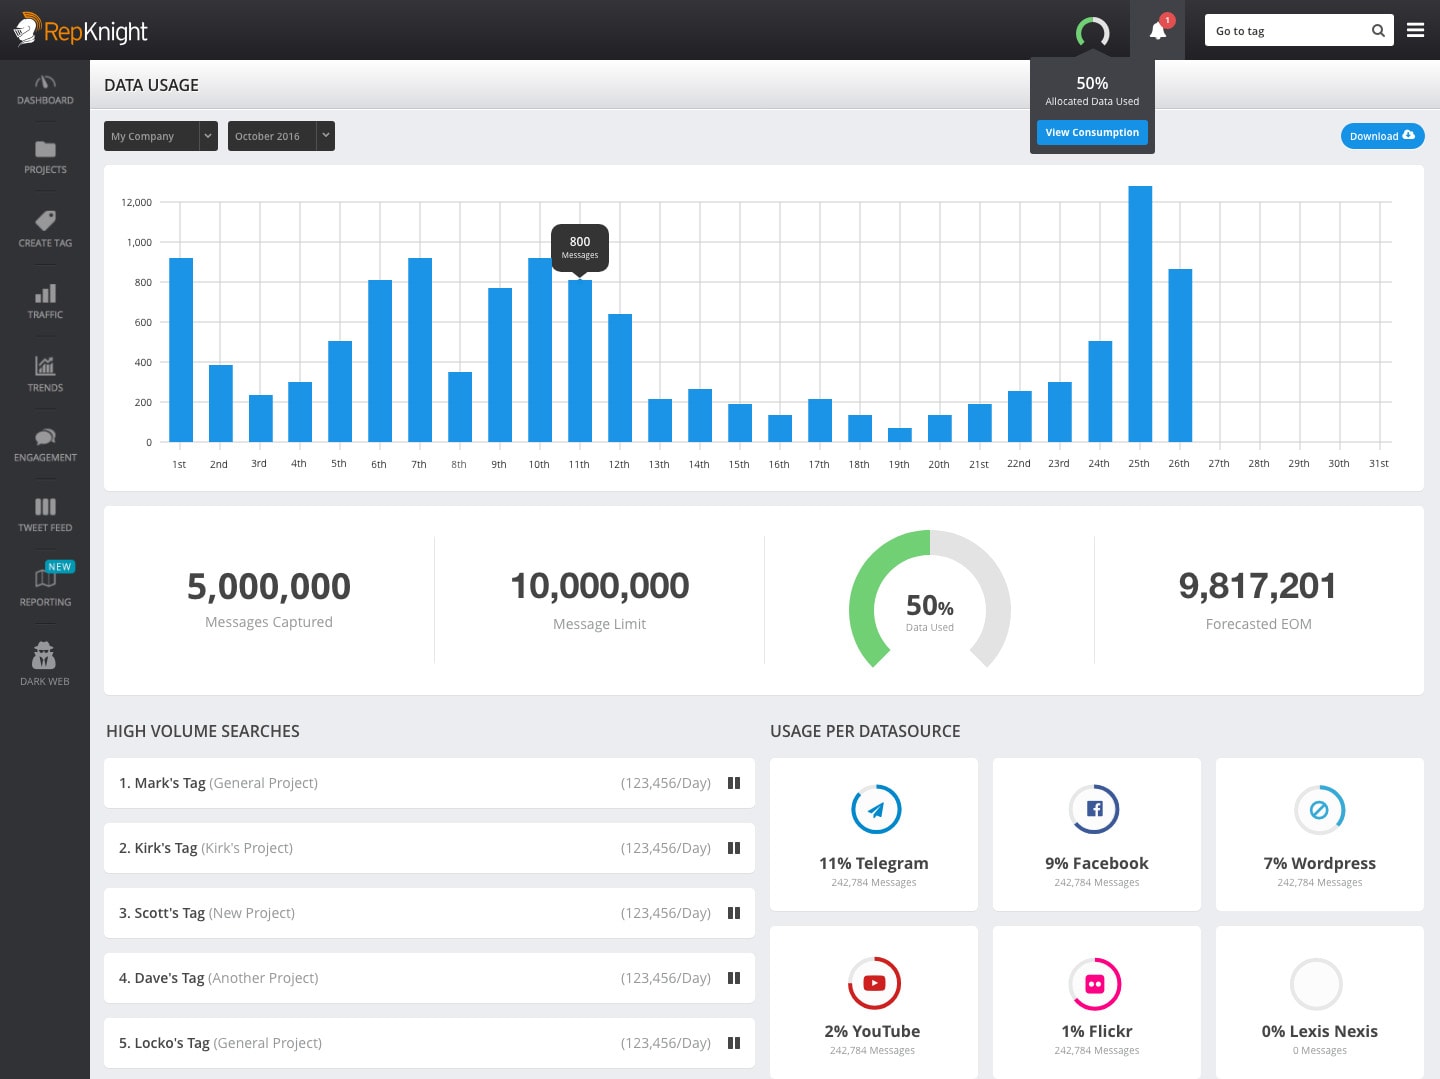 RepKnight
1
Go to tag
DASHBOARD
PROJECTS
CREATE TAG
TRAFFIC
TRENDS
ENGAGEMENT
TWEET FEED
NEW
REPORTING
DARK WEB
DATA USAGE
50%
Allocated Data Used
View Consumption
My Company
October 2016
Download
12,000
1,000
800
600
400
200
0
800
Messages
1st 2nd 3rd 4th 5th 6th 7th 8th 9th 10th 11th 12th 13th 14th 15th 16th 17th 18th 19th 20th 21st 22nd 23rd 24th 25th 26th 27th 28th 29th 30th 31st
5,000,000
Messages Captured
10,000,000
Message Limit
50%
Data Used
9,817,201
Forecasted EOM
HIGH VOLUME SEARCHES
1. Mark's Tag (General Project) (123,456/Day)
2. Kirk's Tag (Kirk's Project) (123,456/Day)
3. Scott's Tag (New Project) (123,456/Day)
4. Dave's Tag (Another Project) (123,456/Day)
5. Locko's Tag (General Project) (123,456/Day)
USAGE PER DATASOURCE
11% Telegram
242,784 Messages
9% Facebook
242,784 Messages
7% Wordpress
242,784 Messages
2% YouTube
242,784 Messages
1% Flickr
242,784 Messages
0% Lexis Nexis
0 Messages